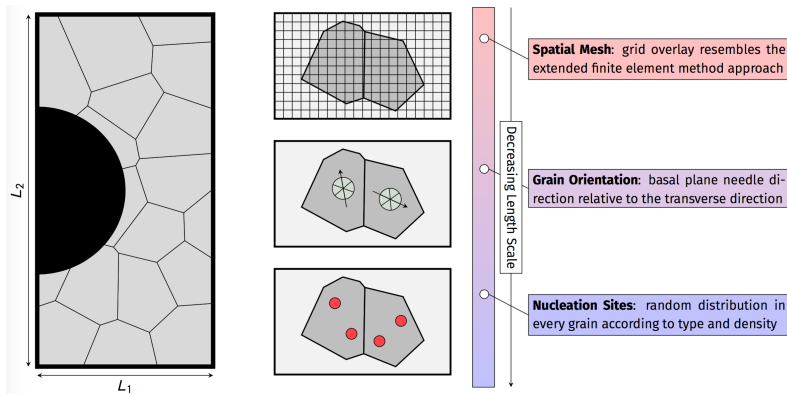 L2
L1
Decreasing Length Scale
Spatial Mesh: grid overlay resembles the
extended finite element method approach
Grain Orientation: basal plane needle di-
rection relative to the transverse direction
Nucleation Sites: random distribution in
every grain according to type and density